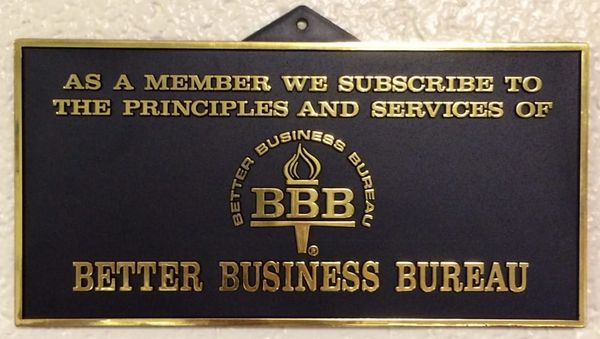 AS A MEMBER WE SUBSCRIBE TO
THE PRINCIPLES AND SERVICES OF
BETTER BUSINESS BUREAU
BBB
®
BETTER BUSINESS BUREAU